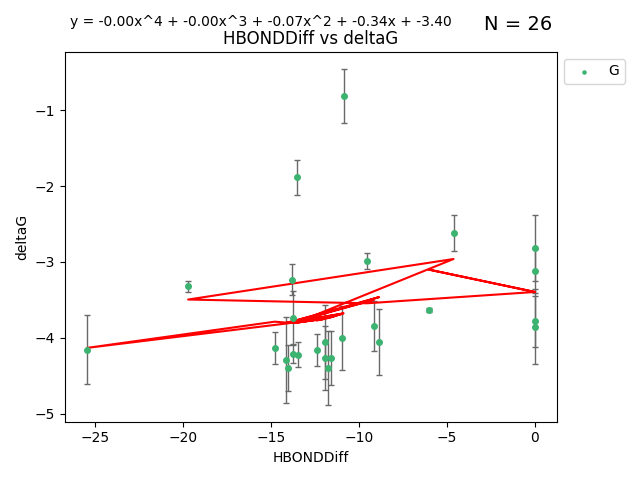 y = -0.00x^4 + -0.00x^3 + -0.07x^2 + -0.34x + -3.40
N = 26
HBONDDiff vs deltaG
G
−1
−2
−3
−4
−5
deltaG
−25 −20 −15 −10 −5 0
HBONDDiff